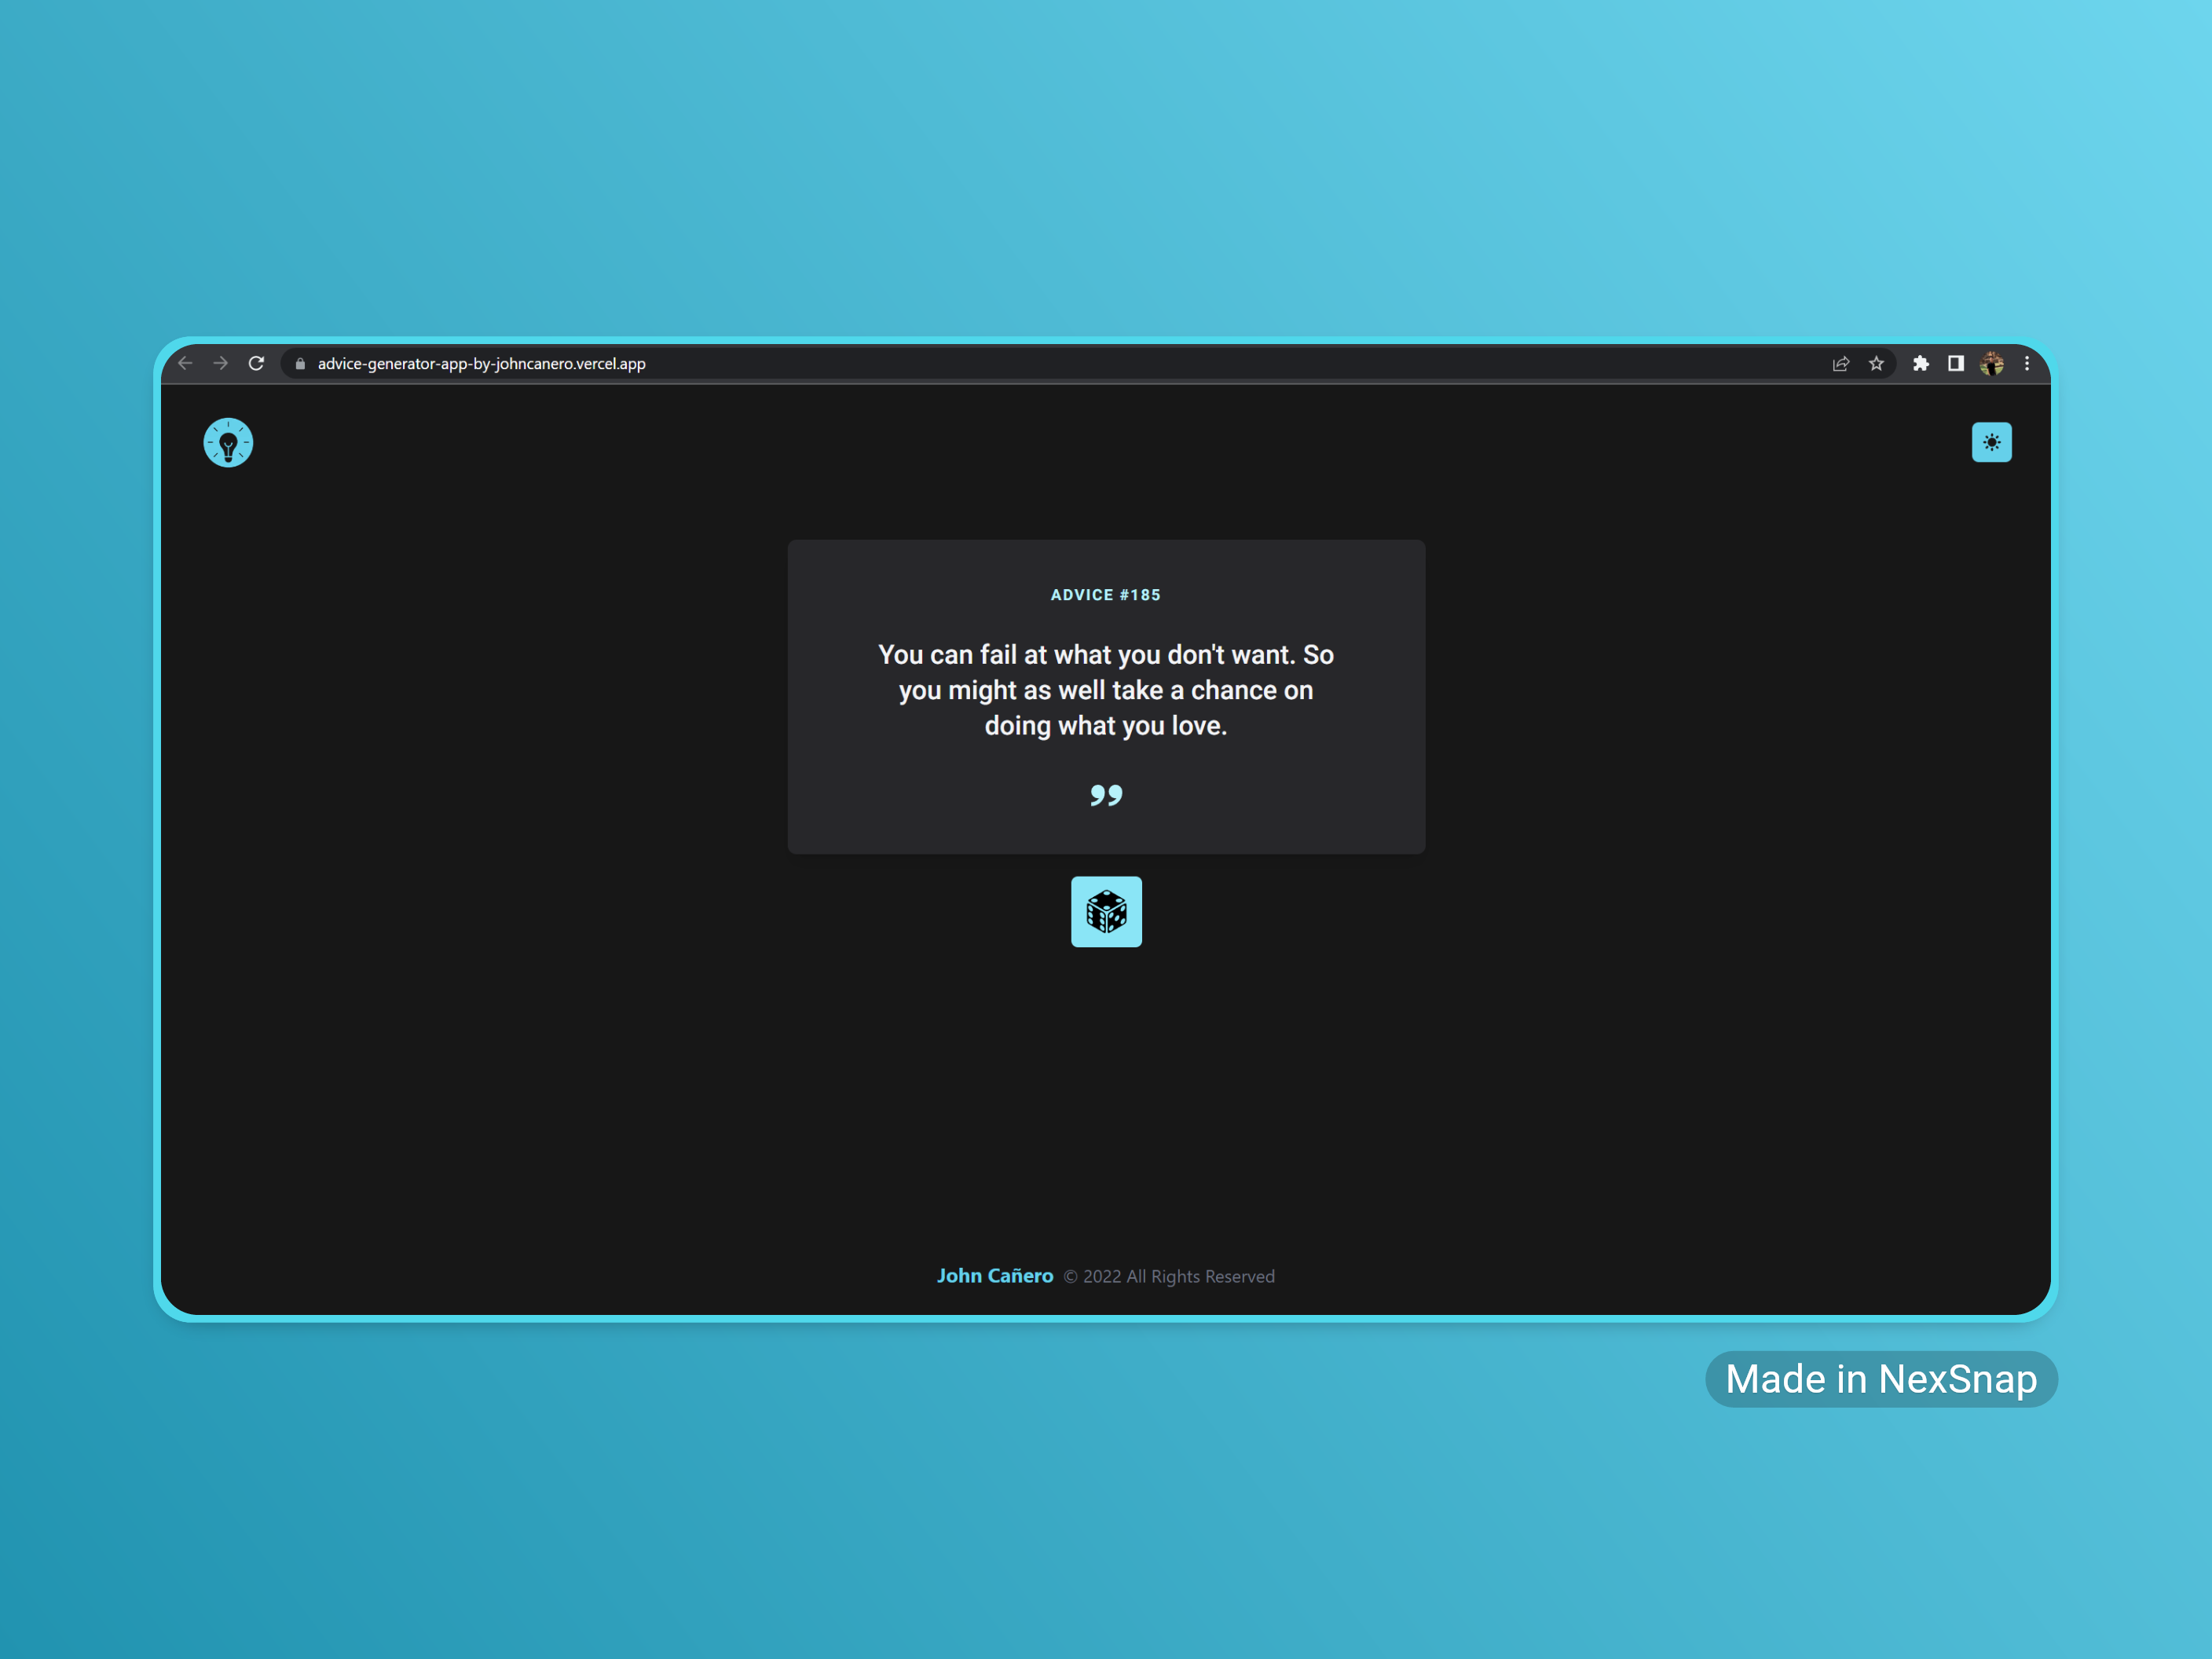 advice-generator-app-by-johncanero.vercel.app
ADVICE #185
You can fail at what you don't want. So
you might as well take a chance on
doing what you love.
”
John Cañero © 2022 All Rights Reserved
Made in NexSnap